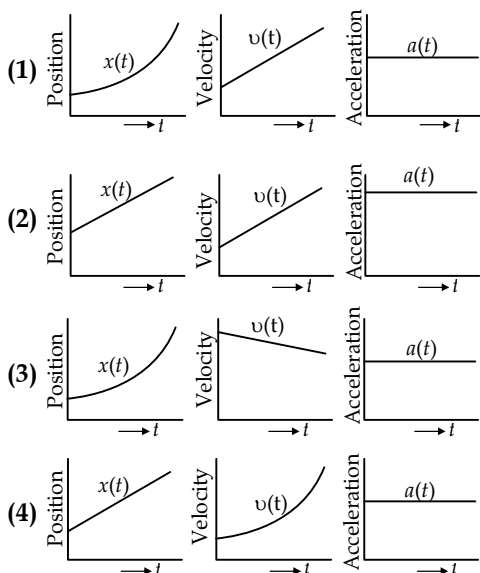 (1) Position x(t) t Velocity υ(t) t Acceleration a(t) t
(2) Position x(t) t Velocity υ(t) t Acceleration a(t) t
(3) Position x(t) t Velocity υ(t) t Acceleration a(t) t
(4) Position x(t) t Velocity υ(t) t Acceleration a(t) t